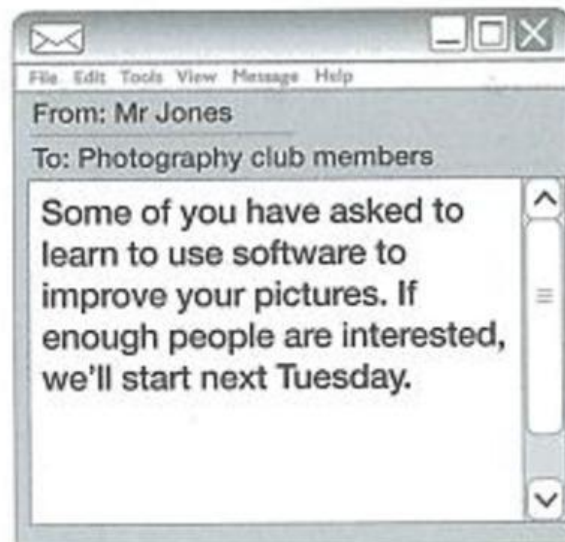 File Edit Tools View Message Help
From: Mr Jones
To: Photography club members
Some of you have asked to
learn to use software to
improve your pictures. If
enough people are interested,
we'll start next Tuesday.